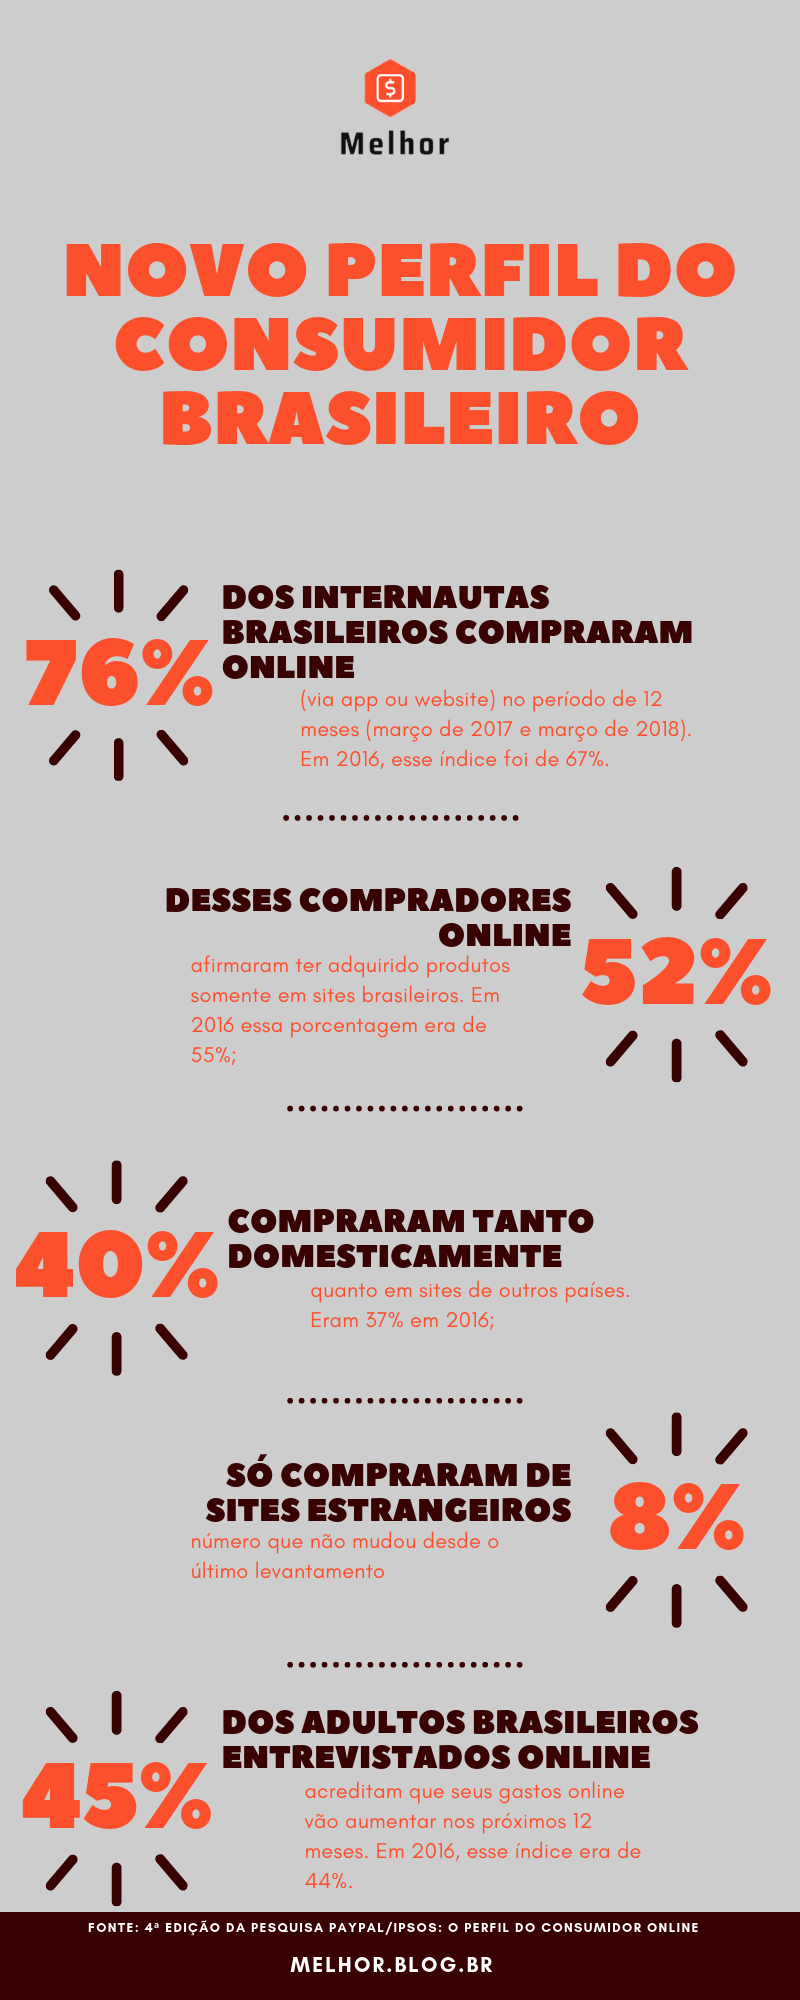 Melhor
NOVO PERFIL DO
CONSUMIDOR
BRASILEIRO
76%
DOS INTERNAUTAS
BRASILEIROS COMPRARAM
ONLINE
(via app ou website) no período de 12
meses (março de 2017 e março de 2018).
Em 2016, esse índice foi de 67%.
DESSES COMPRADORES
ONLINE
52%
afirmaram ter adquirido produtos
somente em sites brasileiros. Em
2016 essa porcentagem era de
55%;
40%
COMPRARAM TANTO
DOMESTICAMENTE
quanto em sites de outros países.
Eram 37% em 2016;
SÓ COMPRARAM DE
SITES ESTRANGEIROS
8%
número que não mudou desde o
último levantamento
45%
DOS ADULTOS BRASILEIROS
ENTREVISTADOS ONLINE
acreditam que seus gastos online
vão aumentar nos próximos 12
meses. Em 2016, esse índice era de
44%.
FONTE: 4ª EDIÇÃO DA PESQUISA PAYPAL/IPSOS: O PERFIL DO CONSUMIDOR ONLINE
MELHOR.BLOG.BR